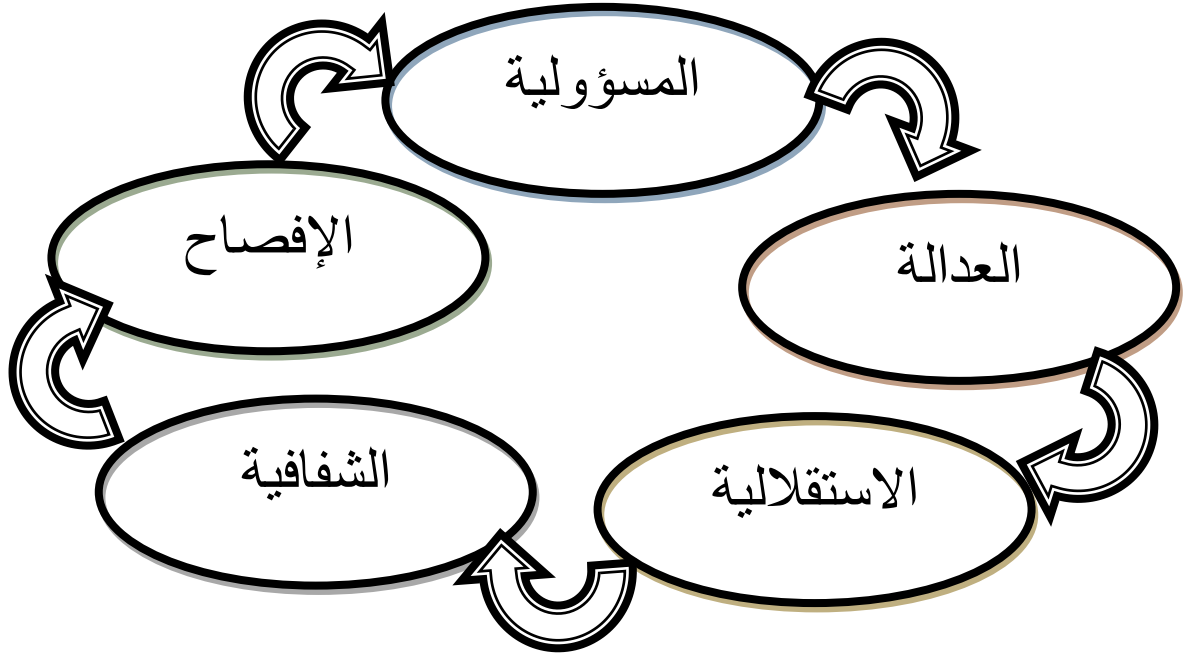 المسؤولية
العدالة
الاستقلالية
الشفافية
الإفصاح